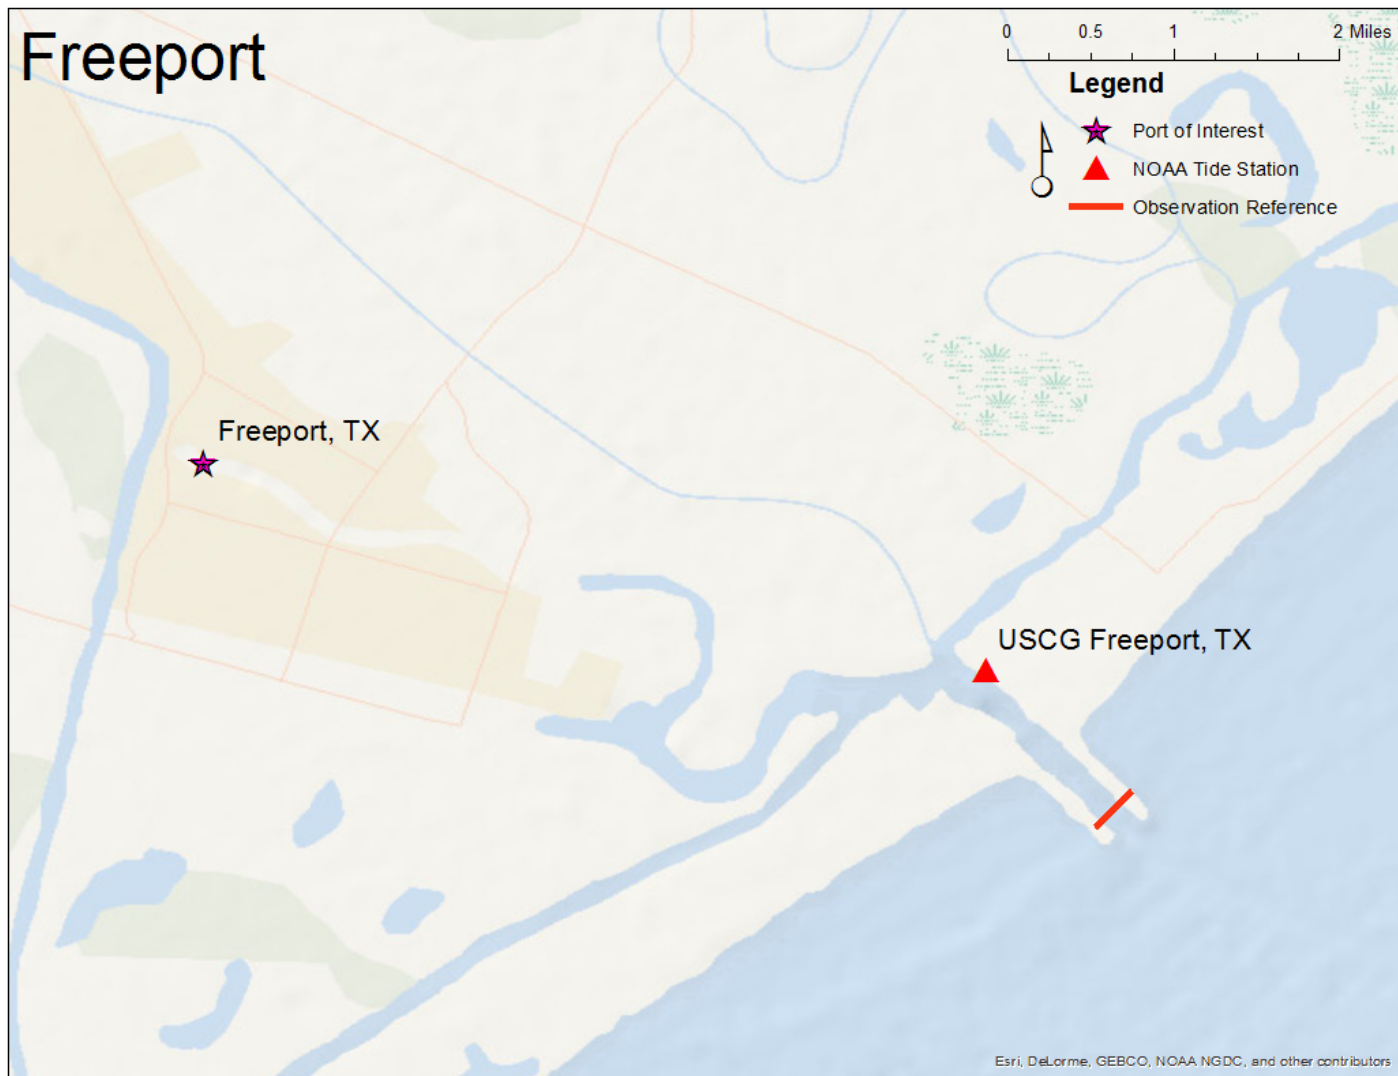 Freeport
0 0.5 1 2 Miles
Legend
Port of Interest
NOAA Tide Station
Observation Reference
Freeport, TX
USCG Freeport, TX
Esri, DeLorme, GEBCO, NOAA NGDC, and other contributors